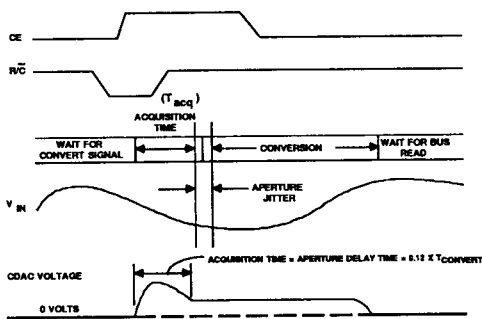 CE
R/C̅
(Tacq)
ACQUISITION
TIME
WAIT FOR
CONVERT SIGNAL
CONVERSION
WAIT FOR BUS
READ
APERTURE
JITTER
VIN
ACQUISITION TIME = APERTURE DELAY TIME = 0.12 X TCONVERT
CDAC VOLTAGE
0 VOLTS